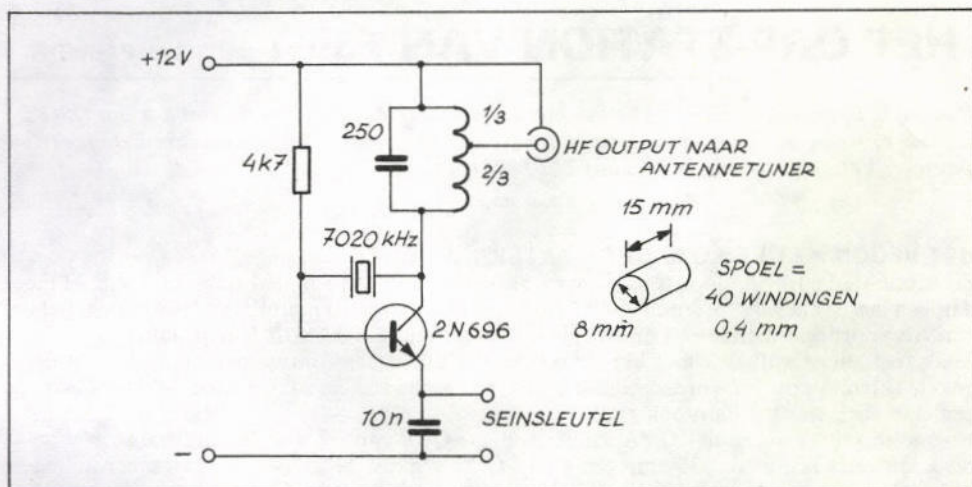 +12V
250
1/3
HF OUTPUT NAAR
ANTENNETUNER
4k7
2/3
15 mm
7020 kHz
SPOEL =
40 WINDINGEN
8 mm
0,4 mm
2N696
10n
SEINSLEUTEL
–